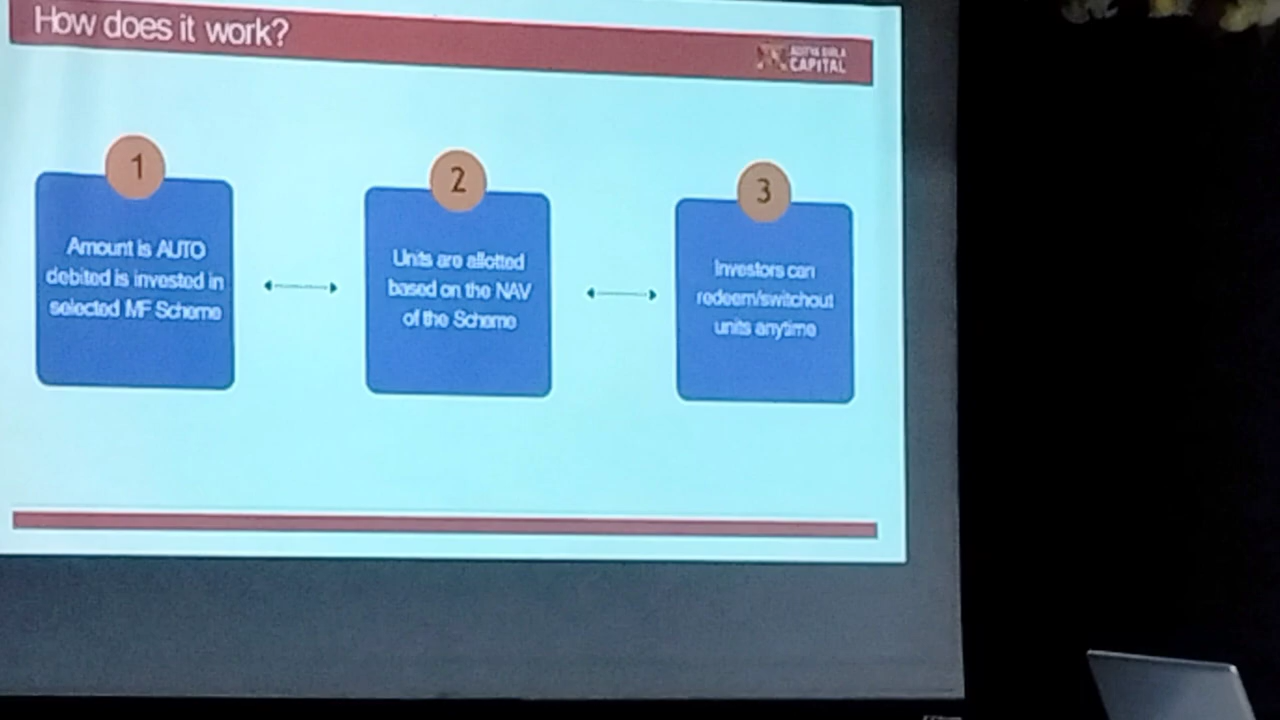 How does it work?
ADITYA BIRLA
CAPITAL
1
Amount is AUTO
debited is invested in
selected MF Scheme
2
Units are allotted
based on the NAV
of the Scheme
3
Investors can
redeem/switchout
units anytime